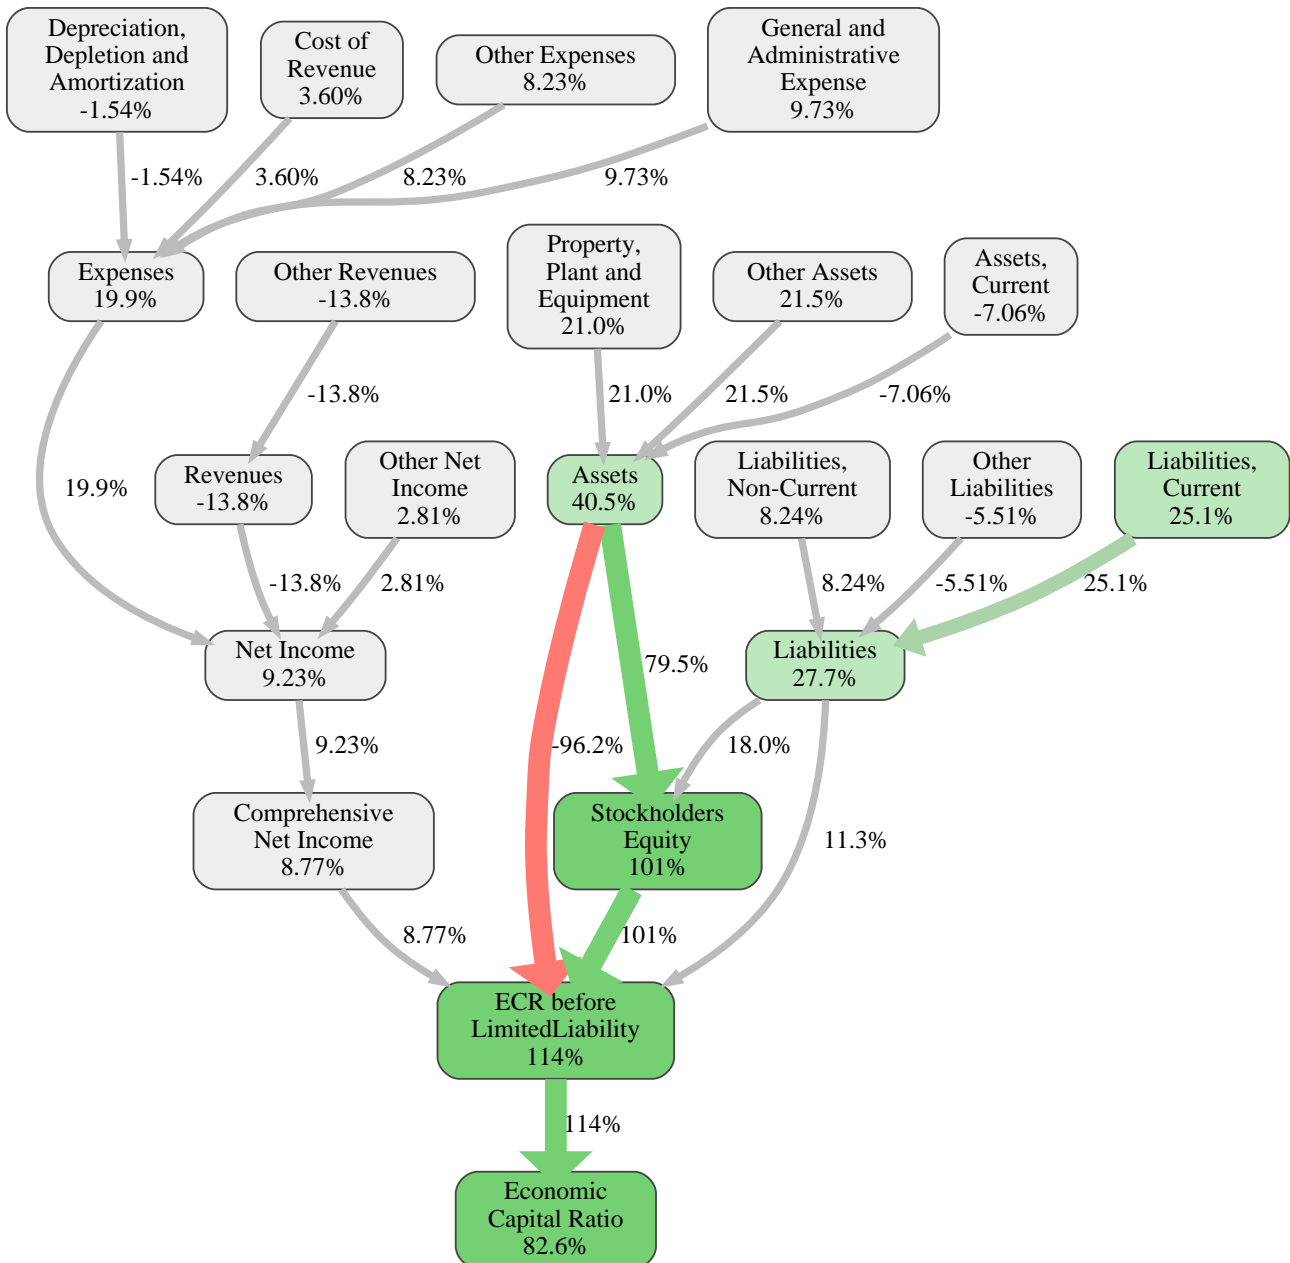 Depreciation,
Depletion and
Amortization
-1.54%
Cost of
Revenue
3.60%
Other Expenses
8.23%
General and
Administrative
Expense
9.73%
-1.54%
3.60%
8.23%
9.73%
Expenses
19.9%
Other Revenues
-13.8%
Property,
Plant and
Equipment
21.0%
Other Assets
21.5%
Assets,
Current
-7.06%
-13.8%
21.0%
21.5%
-7.06%
19.9%
Revenues
-13.8%
Other Net
Income
2.81%
Assets
40.5%
Liabilities,
Non-Current
8.24%
Other
Liabilities
-5.51%
Liabilities,
Current
25.1%
-13.8%
2.81%
8.24%
-5.51%
25.1%
Net Income
9.23%
79.5%
Liabilities
27.7%
9.23%
-96.2%
18.0%
Comprehensive
Net Income
8.77%
Stockholders
Equity
101%
11.3%
8.77%
101%
ECR before
LimitedLiability
114%
114%
Economic
Capital Ratio
82.6%